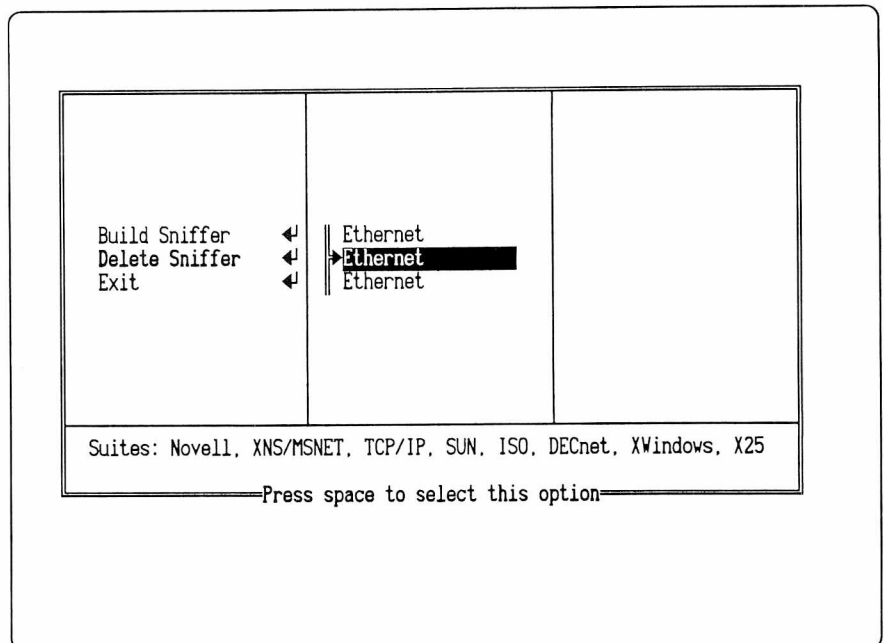 Build Sniffer
Delete Sniffer
Exit
Ethernet
Ethernet
Ethernet
Suites: Novell, XNS/MSNET, TCP/IP, SUN, ISO, DECnet, XWindows, X25
Press space to select this option